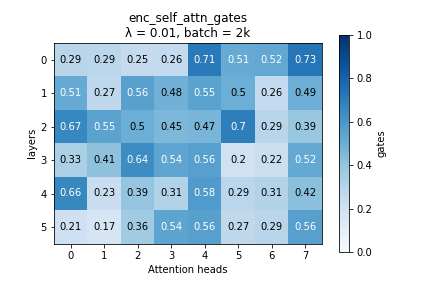 enc_self_attn_gates
λ = 0.01, batch = 2k
0 0.29 0.29 0.25 0.26 0.71 0.51 0.52 0.73
1 0.51 0.27 0.56 0.48 0.55 0.5 0.26 0.49
2 0.67 0.55 0.5 0.45 0.47 0.7 0.29 0.39
3 0.33 0.41 0.64 0.54 0.56 0.2 0.22 0.52
4 0.66 0.23 0.39 0.31 0.58 0.29 0.31 0.42
5 0.21 0.17 0.36 0.54 0.56 0.27 0.29 0.56
0 1 2 3 4 5 6 7
Attention heads
layers
1.0
0.8
0.6
0.4
0.2
0.0
gates